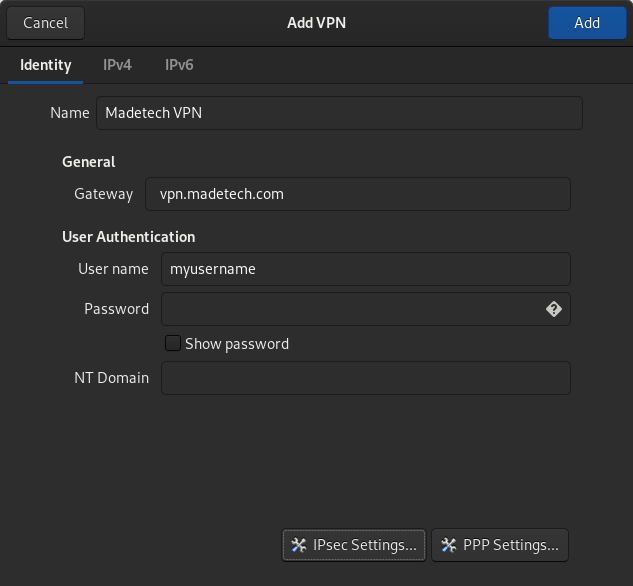 Cancel Add VPN Add
Identity IPv4 IPv6
Name Madetech VPN
General
Gateway vpn.madetech.com
User Authentication
User name myusername
Password
Show password
NT Domain
IPsec Settings... PPP Settings...